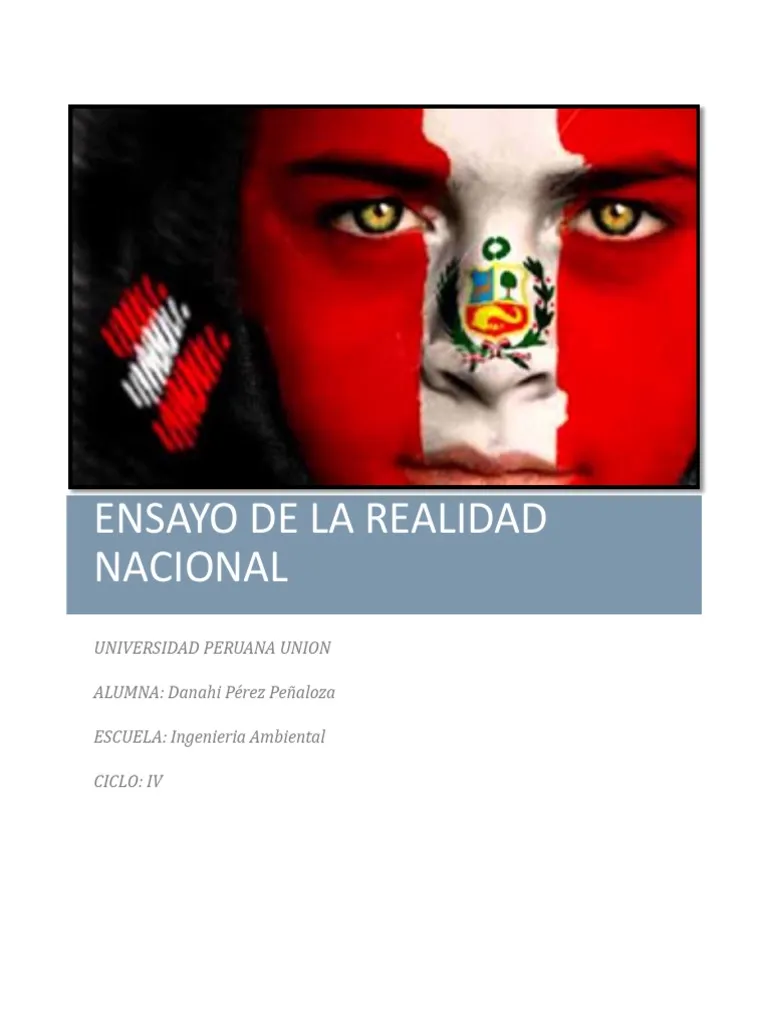 ENSAYO DE LA REALIDAD
NACIONAL
UNIVERSIDAD PERUANA UNION
ALUMNA: Danahi Pérez Peñaloza
ESCUELA: Ingenieria Ambiental
CICLO: IV